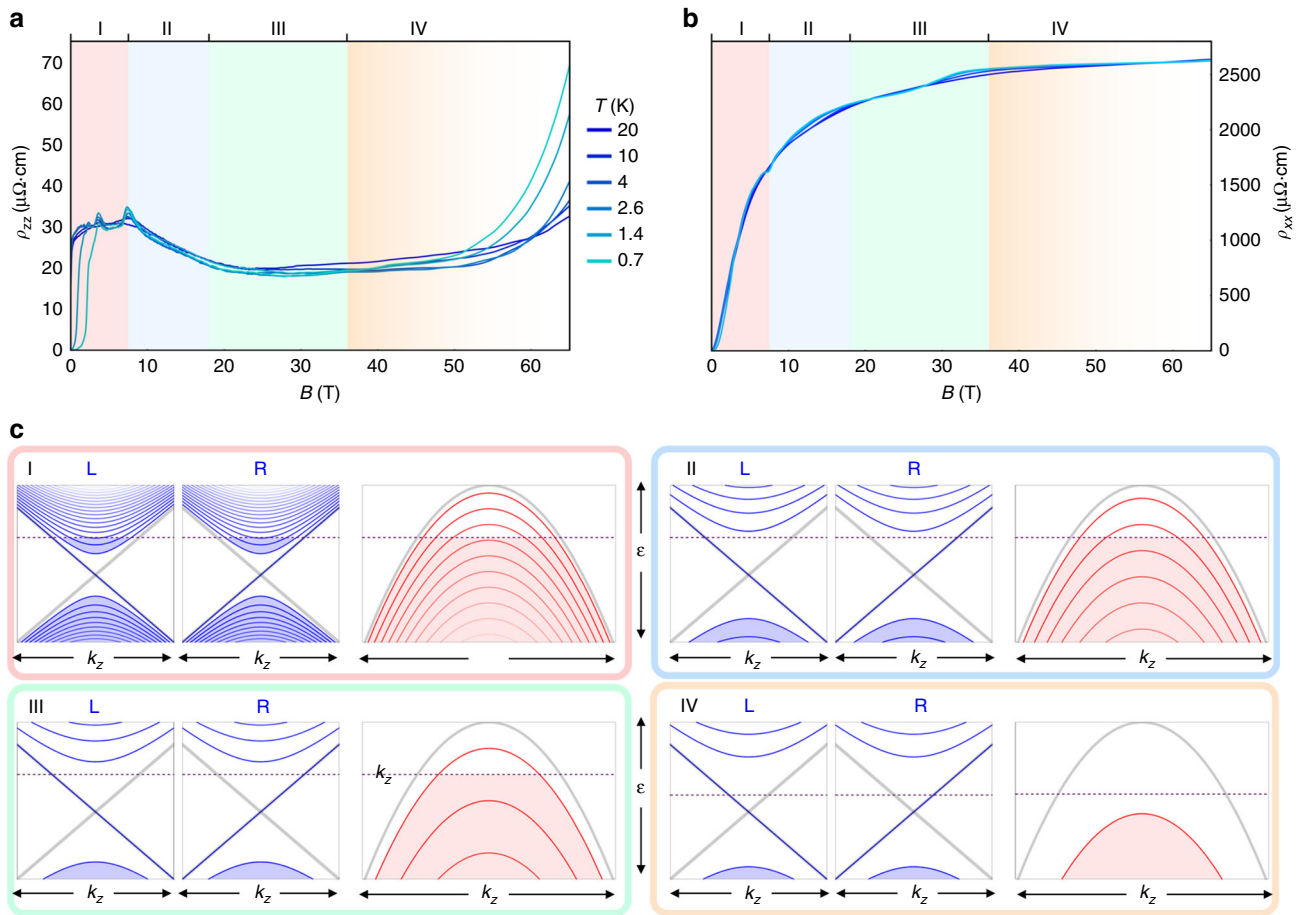 a
I II III IV
ρzz (μΩ·cm)
70
60
50
40
30
20
10
0
0 10 20 30 40 50 60
B (T)
T (K)
20
10
4
2.6
1.4
0.7
b
I II III IV
2500
2000
1500
1000
500
0
ρxx (μΩ·cm)
0 10 20 30 40 50 60
B (T)
c
I L R
kz kz
ε
II L R
kz kz kz
III L R
kz
kz kz kz
ε
IV L R
kz kz kz